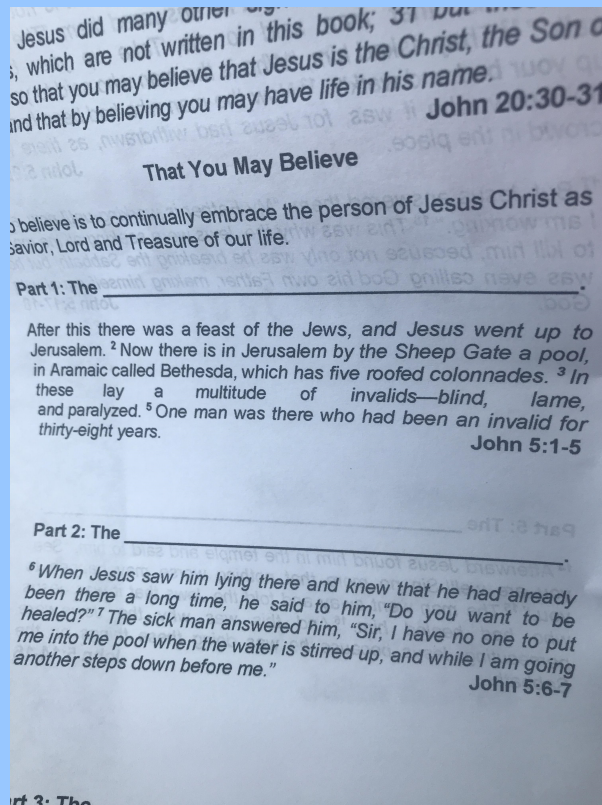 Jesus did many other
which are not written in this book; 31 but
so that you may believe that Jesus is the Christ, the Son
and that by believing you may have life in his name.
John 20:30-31
That You May Believe
believe is to continually embrace the person of Jesus Christ as
Savior, Lord and Treasure of our life.
Part 1: The ________________.
After this there was a feast of the Jews, and Jesus went up to
Jerusalem. ² Now there is in Jerusalem by the Sheep Gate a pool,
in Aramaic called Bethesda, which has five roofed colonnades. ³ In
these lay a multitude of invalids—blind, lame,
and paralyzed. ⁵ One man was there who had been an invalid for
thirty-eight years.
John 5:1-5
Part 2: The ________________.
⁶ When Jesus saw him lying there and knew that he had already
been there a long time, he said to him, “Do you want to be
healed?” ⁷ The sick man answered him, “Sir, I have no one to put
me into the pool when the water is stirred up, and while I am going
another steps down before me.”
John 5:6-7
3: The